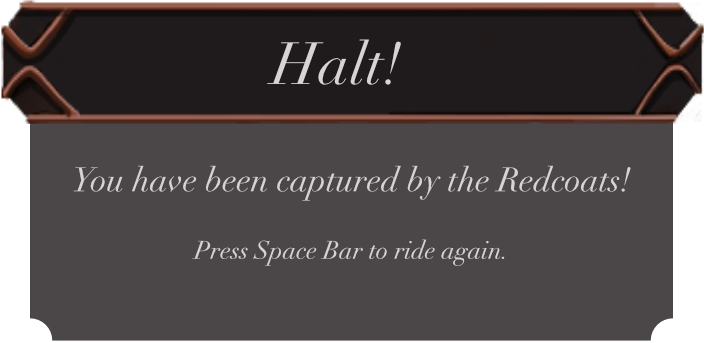 Halt!
You have been captured by the Redcoats!
Press Space Bar to ride again.